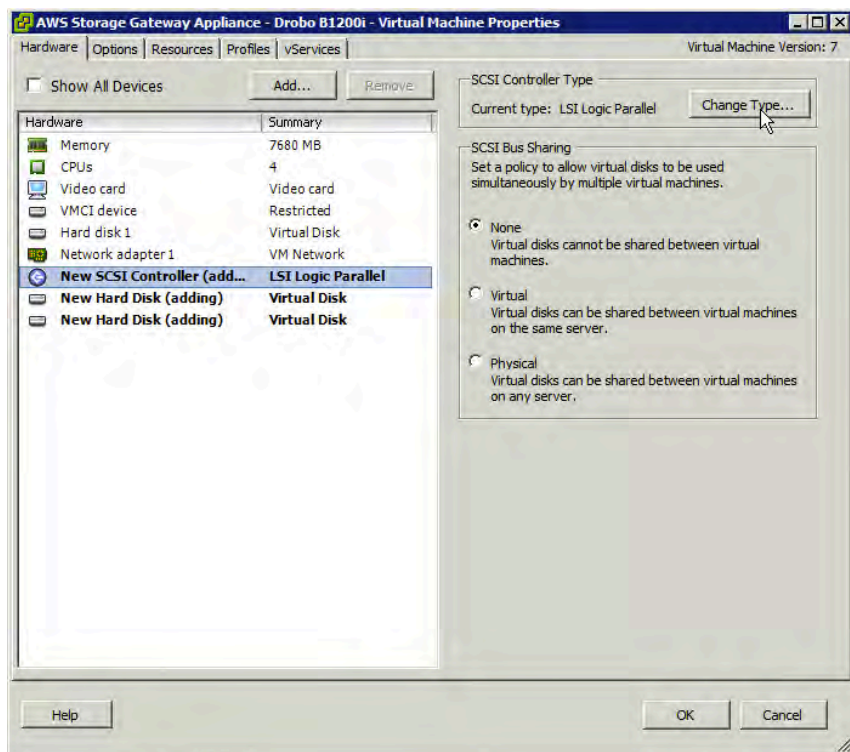 AWS Storage Gateway Appliance - Drobo B1200i - Virtual Machine Properties
Hardware Options Resources Profiles vServices Virtual Machine Version: 7
Show All Devices Add... Remove
Hardware Summary
Memory 7680 MB
CPUs 4
Video card Video card
VMCI device Restricted
Hard disk 1 Virtual Disk
Network adapter 1 VM Network
New SCSI Controller (add... LSI Logic Parallel
New Hard Disk (adding) Virtual Disk
New Hard Disk (adding) Virtual Disk
SCSI Controller Type
Current type: LSI Logic Parallel Change Type...
SCSI Bus Sharing
Set a policy to allow virtual disks to be used
simultaneously by multiple virtual machines.
None
Virtual disks cannot be shared between virtual
machines.
Virtual
Virtual disks can be shared between virtual machines
on the same server.
Physical
Virtual disks can be shared between virtual machines
on any server.
Help OK Cancel